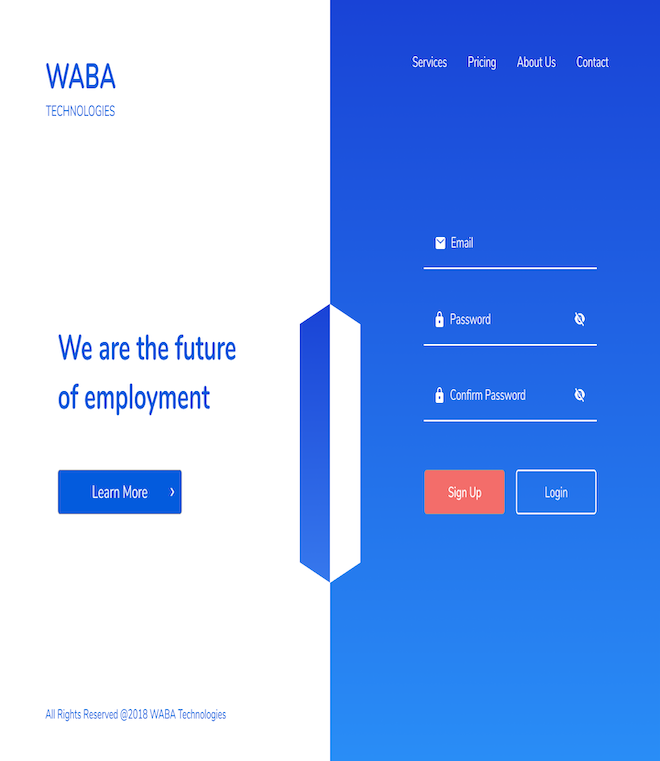 WABA
TECHNOLOGIES
Services Pricing About Us Contact
Email
Password
Confirm Password
Sign Up Login
We are the future
of employment
Learn More ›
All Rights Reserved @2018 WABA Technologies